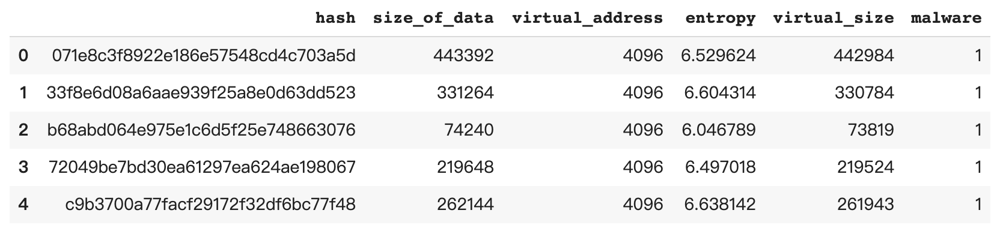 hash size_of_data virtual_address entropy virtual_size malware
0 071e8c3f8922e186e57548cd4c703a5d 443392 4096 6.529624 442984 1
1 33f8e6d08a6aae939f25a8e0d63dd523 331264 4096 6.604314 330784 1
2 b68abd064e975e1c6d5f25e748663076 74240 4096 6.046789 73819 1
3 72049be7bd30ea61297ea624ae198067 219648 4096 6.497018 219524 1
4 c9b3700a77facf29172f32df6bc77f48 262144 4096 6.638142 261943 1